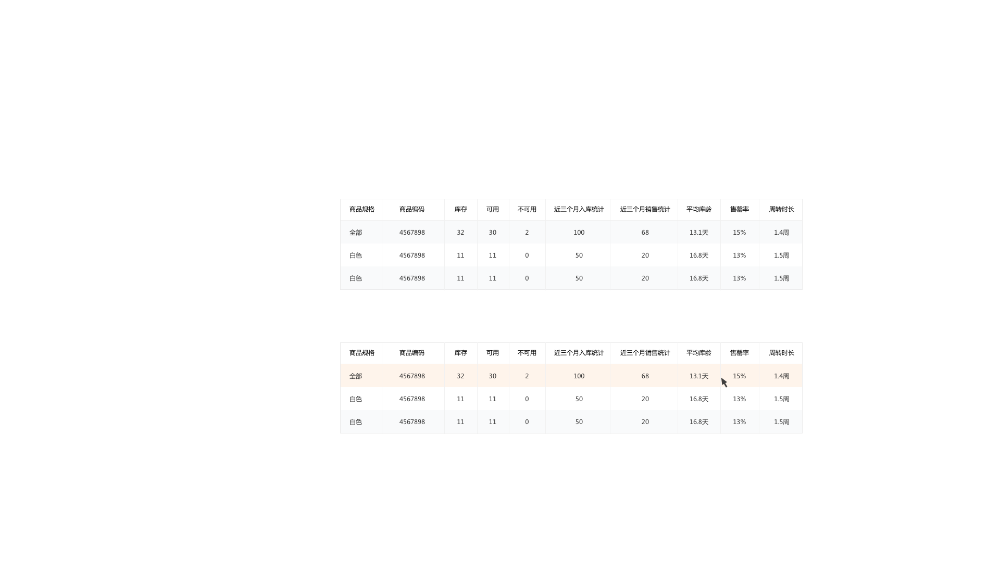 商品规格 商品编码 库存 可用 不可用 近三个月入库统计 近三个月销售统计 平均库龄 售罄率 周转时长
全部 4567898 32 30 2 100 68 13.1天 15% 1.4周
白色 4567898 11 11 0 50 20 16.8天 13% 1.5周
白色 4567898 11 11 0 50 20 16.8天 13% 1.5周
商品规格 商品编码 库存 可用 不可用 近三个月入库统计 近三个月销售统计 平均库龄 售罄率 周转时长
全部 4567898 32 30 2 100 68 13.1天 15% 1.4周
白色 4567898 11 11 0 50 20 16.8天 13% 1.5周
白色 4567898 11 11 0 50 20 16.8天 13% 1.5周